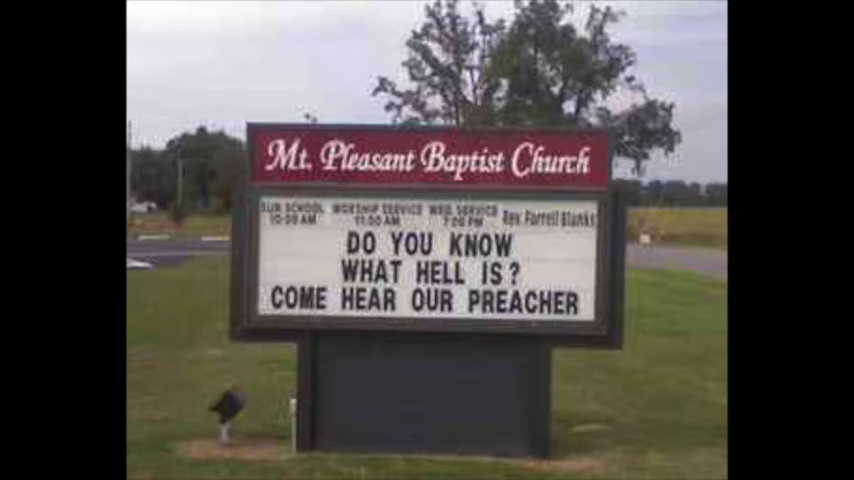 Mt. Pleasant Baptist Church
SUN SCHOOL WORSHIP SERVICE WED. SERVICE Rev. Farrell Blanks
10:00 AM 11:00 AM 7:00 PM
DO YOU KNOW
WHAT HELL IS?
COME HEAR OUR PREACHER